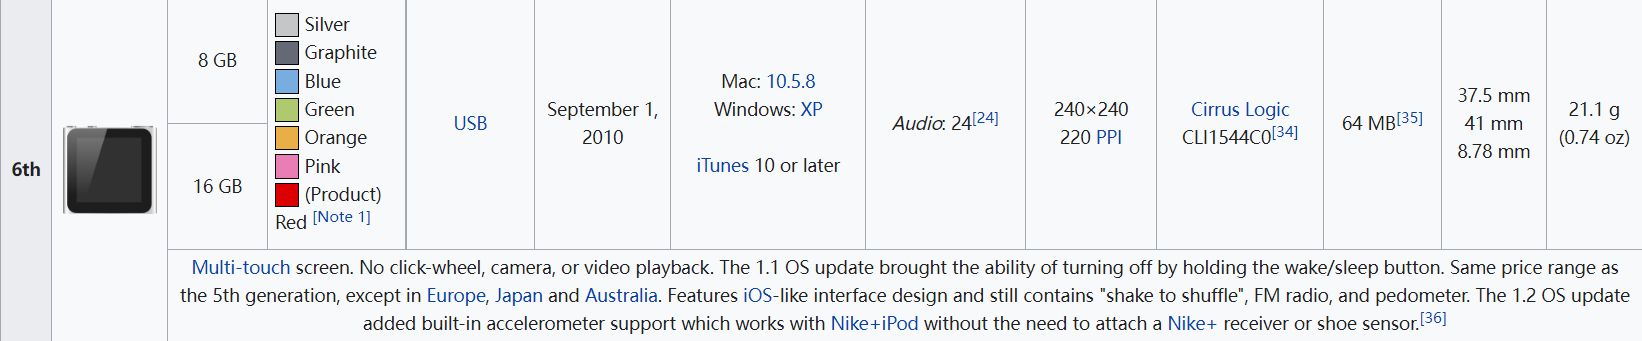 6th
8 GB
16 GB
Silver
Graphite
Blue
Green
Orange
Pink
(Product)
Red [Note 1]
USB
September 1,
2010
Mac: 10.5.8
Windows: XP
iTunes 10 or later
Audio: 24[24]
240×240
220 PPI
Cirrus Logic
CLI1544C0[34]
64 MB[35]
37.5 mm
41 mm
8.78 mm
21.1 g
(0.74 oz)
Multi-touch screen. No click-wheel, camera, or video playback. The 1.1 OS update brought the ability of turning off by holding the wake/sleep button. Same price range as
the 5th generation, except in Europe, Japan and Australia. Features iOS-like interface design and still contains "shake to shuffle", FM radio, and pedometer. The 1.2 OS update
added built-in accelerometer support which works with Nike+iPod without the need to attach a Nike+ receiver or shoe sensor.[36]